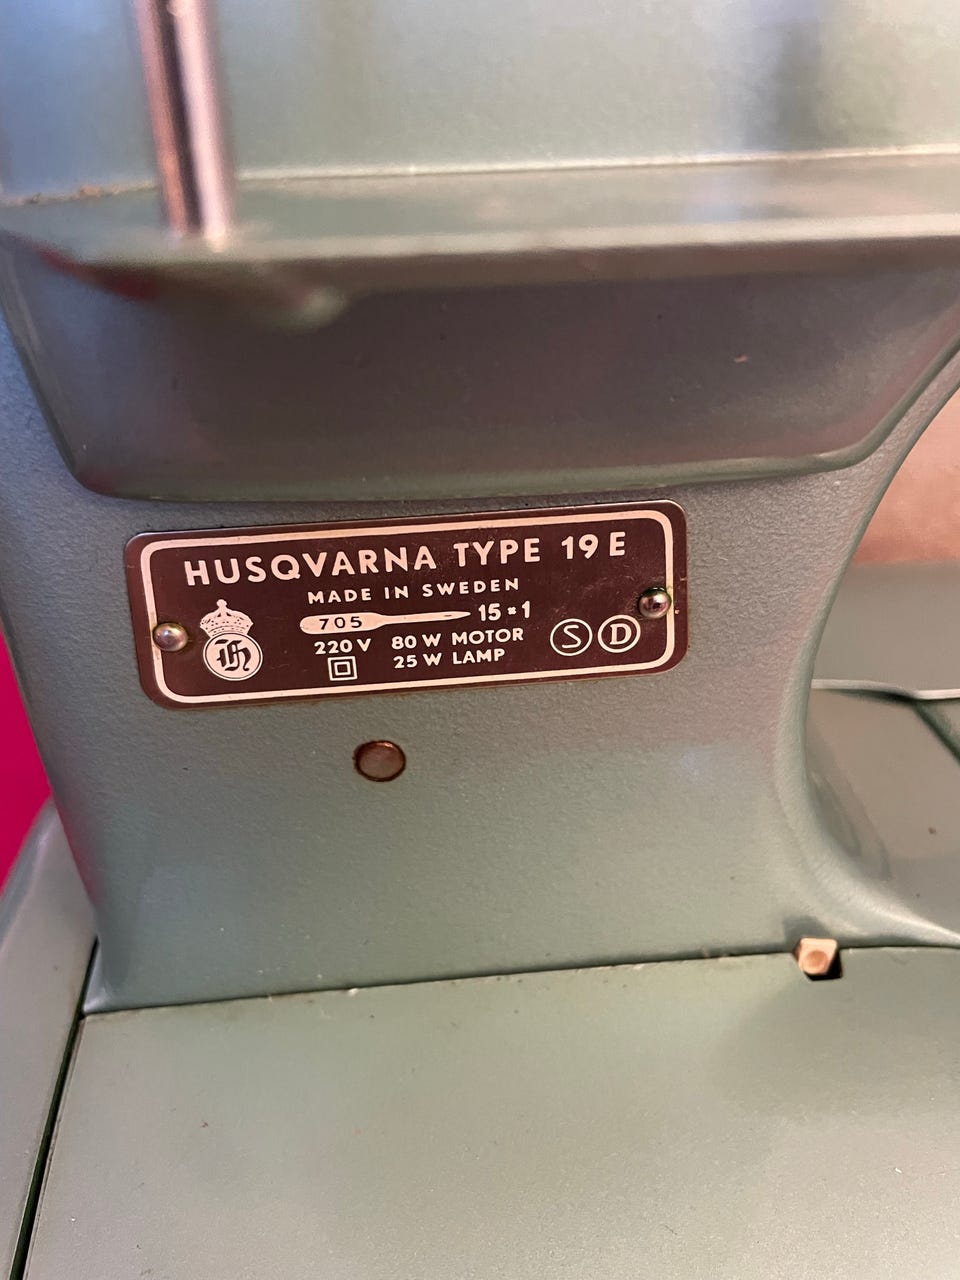 HUSQVARNA TYPE 19 E
MADE IN SWEDEN
705 15×1
220 V 80 W MOTOR
25 W LAMP
S D
H